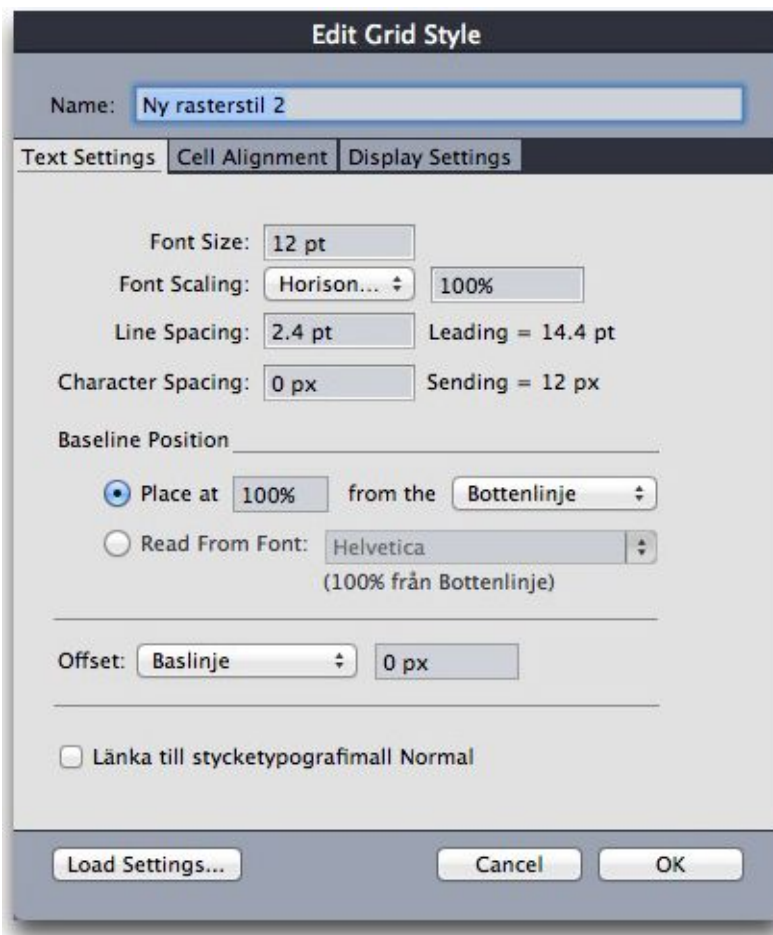 Edit Grid Style
Name: Ny rasterstil 2
Text Settings Cell Alignment Display Settings
Font Size: 12 pt
Font Scaling: Horison... 100%
Line Spacing: 2.4 pt Leading = 14.4 pt
Character Spacing: 0 px Sending = 12 px
Baseline Position
Place at 100% from the Bottenlinje
Read From Font: Helvetica
(100% från Bottenlinje)
Offset: Baslinje 0 px
Länka till stycketypografimall Normal
Load Settings... Cancel OK